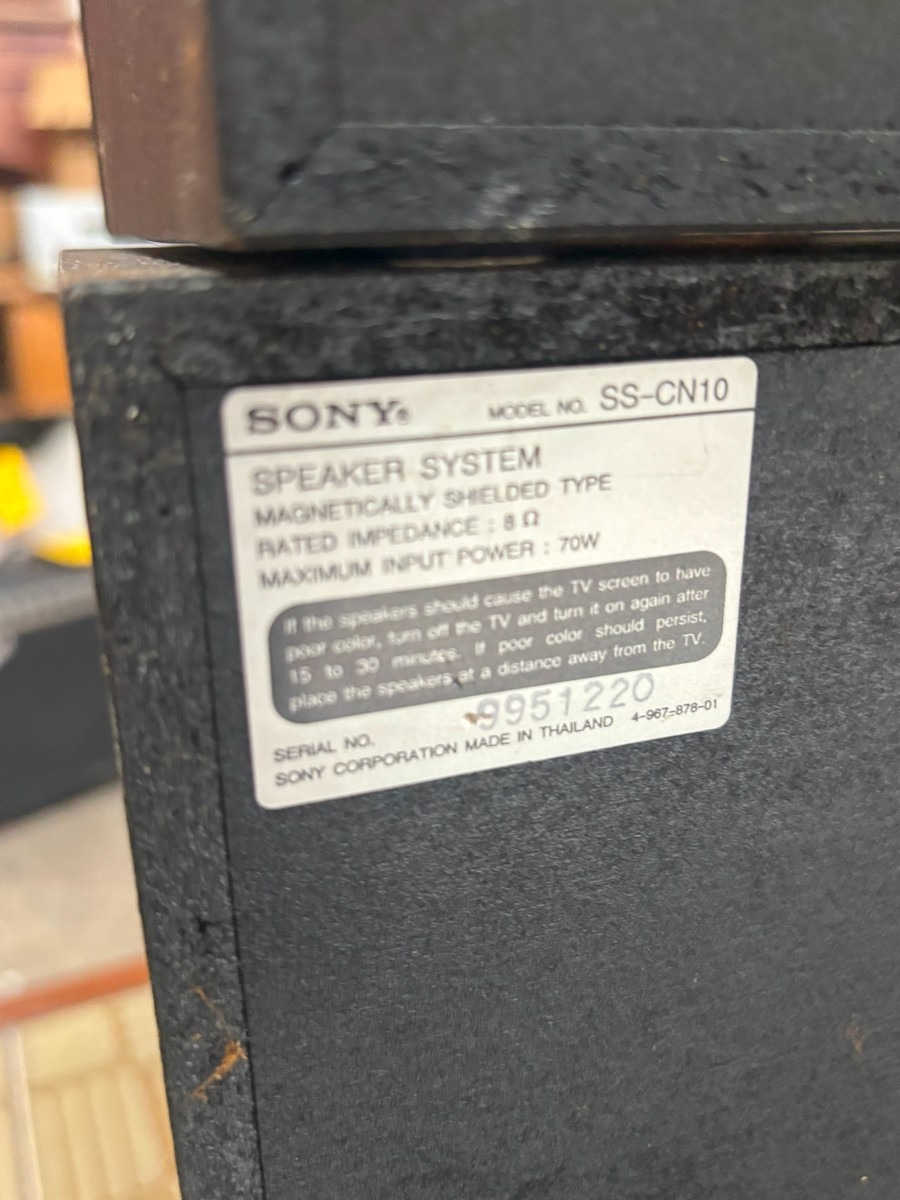 SONY® MODEL NO. SS-CN10
SPEAKER SYSTEM
MAGNETICALLY SHIELDED TYPE
RATED IMPEDANCE : 8 Ω
MAXIMUM INPUT POWER : 70W
If the speakers should cause the TV screen to have
poor color, turn off the TV and turn it on again after
15 to 30 minutes. If poor color should persist,
place the speakers at a distance away from the TV.
SERIAL NO. 9951220
SONY CORPORATION MADE IN THAILAND 4-967-878-01